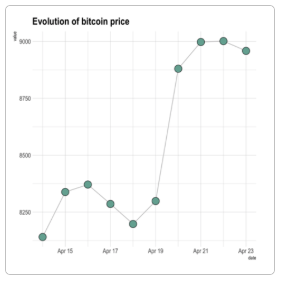 Evolution of bitcoin price
value
9000
8750
8500
8250
Apr 15
Apr 17
Apr 19
Apr 21
Apr 23
date